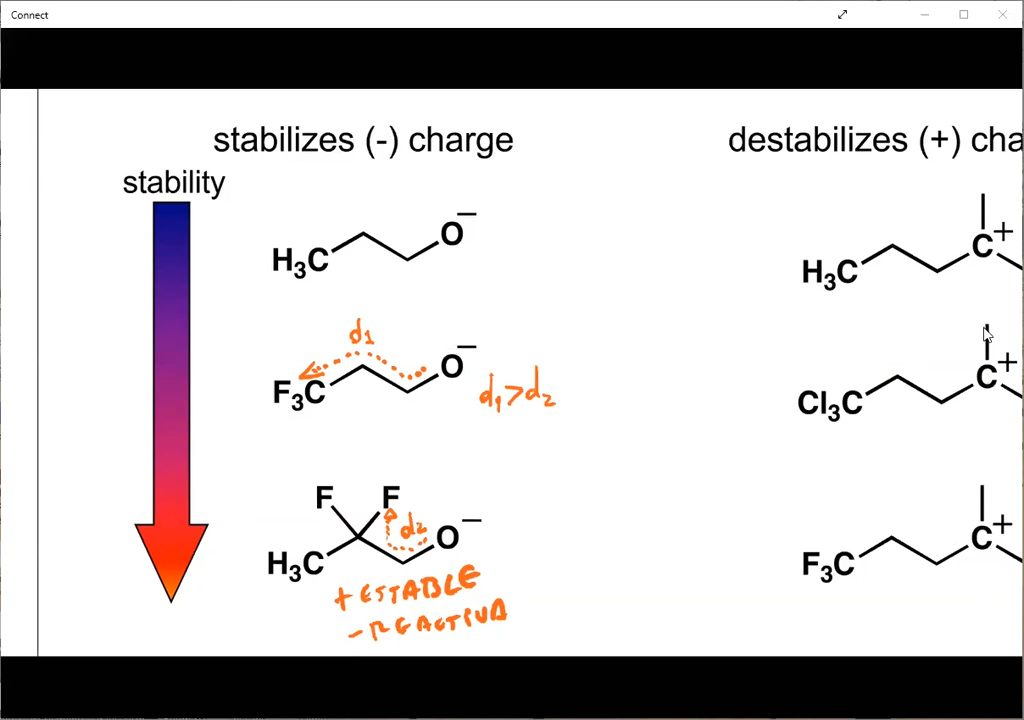 Connect
stabilizes (-) charge
destabilizes (+) cha
stability
H3C O−
H3C C+
d1
F3C O−
d1>d2
Cl3C C+
F F
d2
H3C O−
F3C C+
+ ESTABLE
- REACTIVA